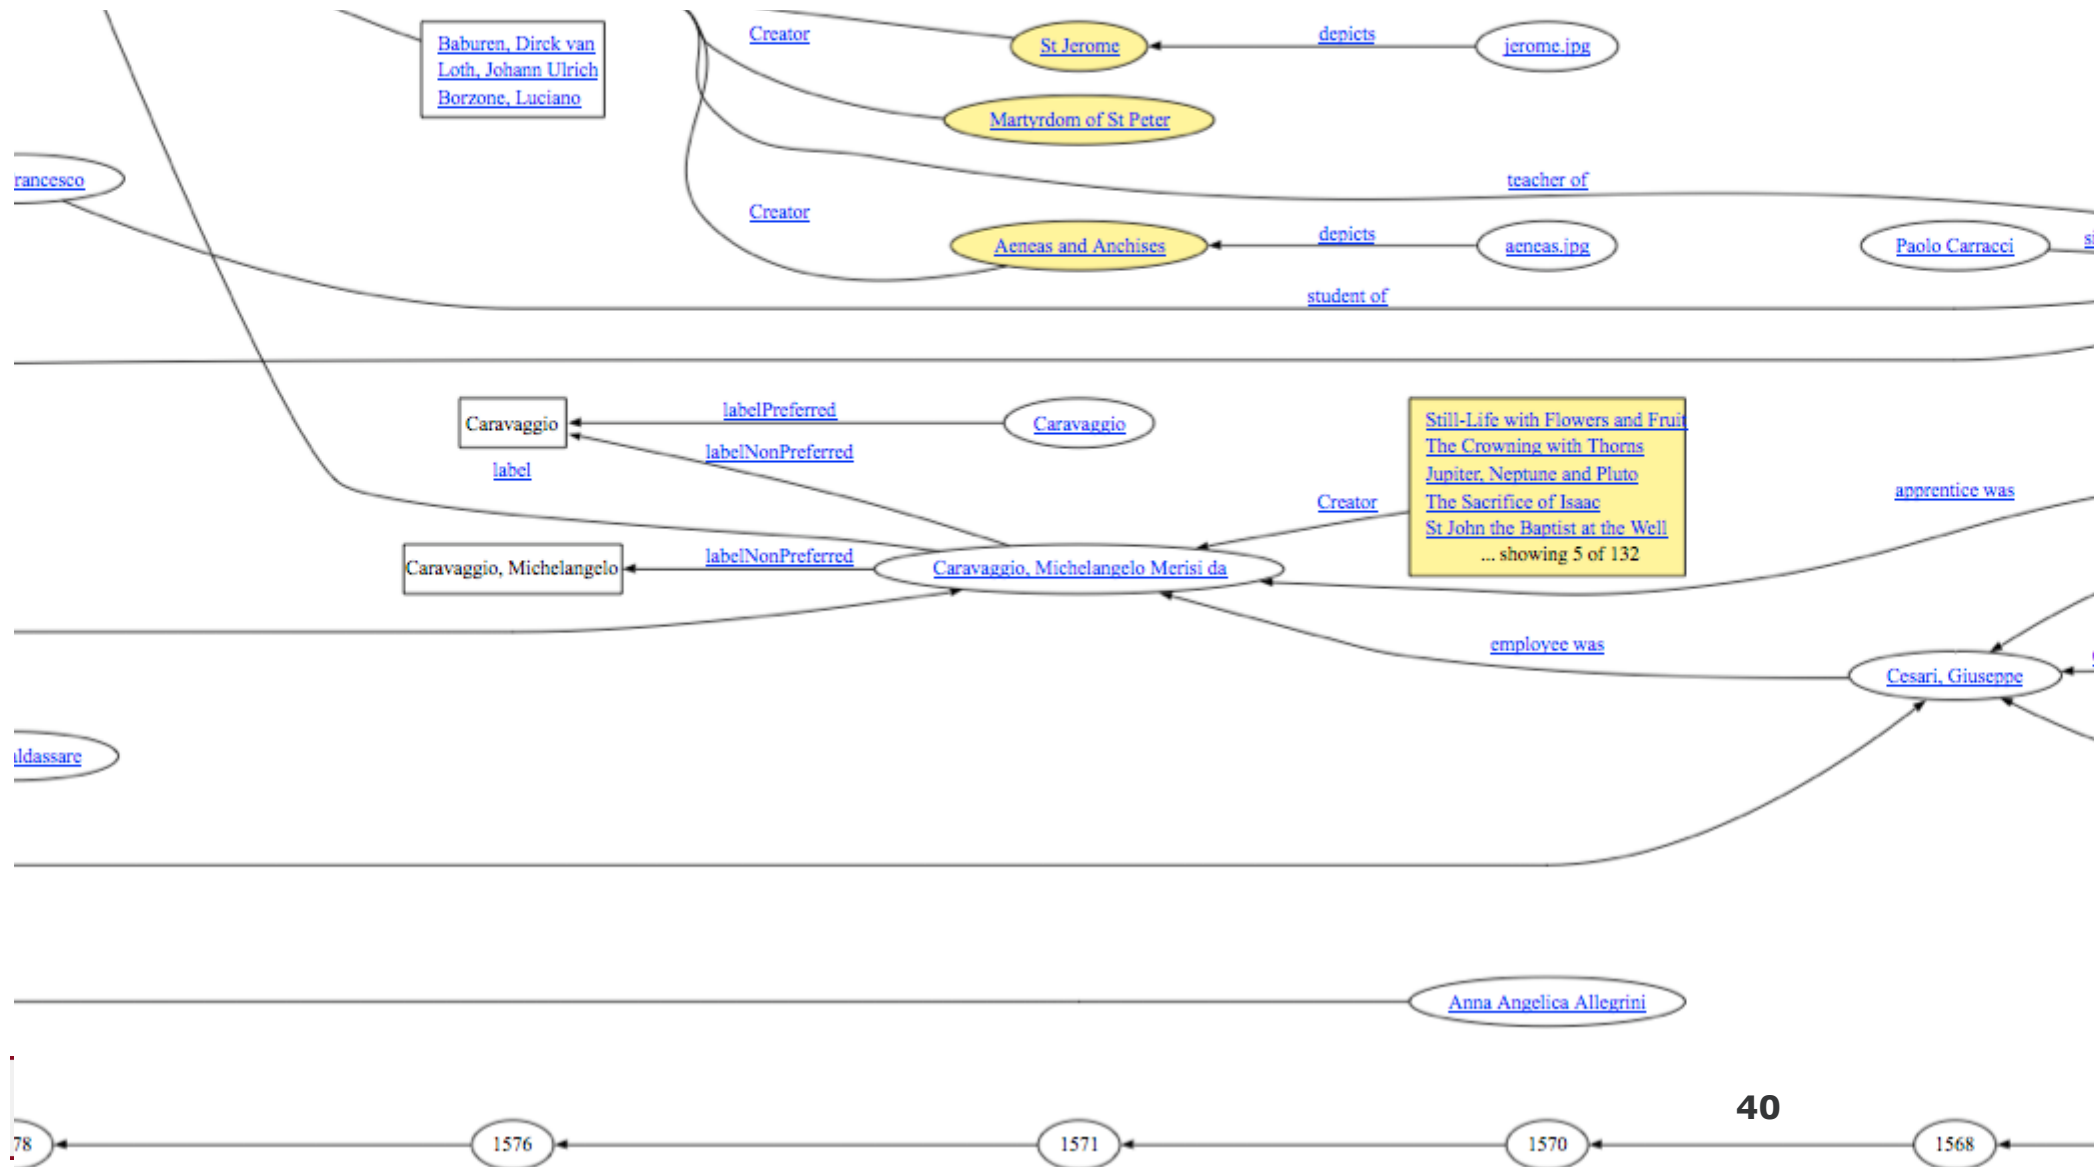 Baburen, Dirck van
Loth, Johann Ulrich
Borzone, Luciano
Creator
St Jerome
depicts
jerome.jpg
Martyrdom of St Peter
rancesco
teacher of
Creator
Aeneas and Anchises
depicts
aeneas.jpg
Paolo Carracci
si
student of
Caravaggio
labelPreferred
Caravaggio
labelNonPreferred
label
Still-Life with Flowers and Fruit
The Crowning with Thorns
Jupiter, Neptune and Pluto
The Sacrifice of Isaac
St John the Baptist at the Well
... showing 5 of 132
Creator
apprentice was
Caravaggio, Michelangelo
labelNonPreferred
Caravaggio, Michelangelo Merisi da
employee was
Cesari, Giuseppe
aldassare
Anna Angelica Allegrini
40
78
1576
1571
1570
1568